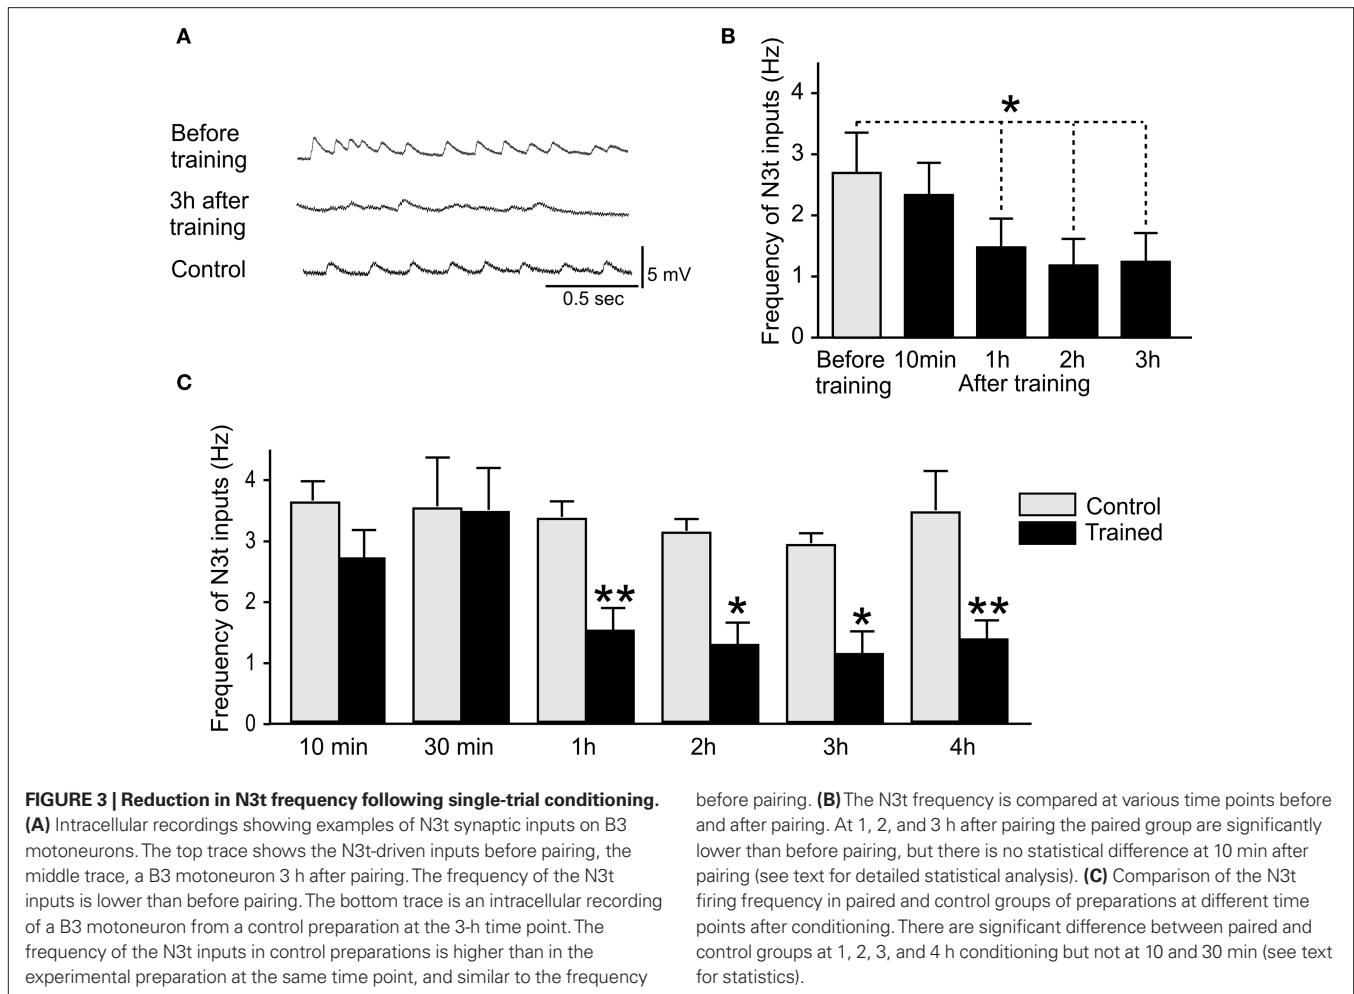 A
Before
training
3h after
training
Control
5 mV
0.5 sec
B
Frequency of N3t inputs (Hz)
4
3
2
1
0
*
Before
training
10min
1h
2h
3h
After training
C
Frequency of N3t inputs (Hz)
4
3
2
1
0
**
*
*
**
10 min
30 min
1h
2h
3h
4h
Control
Trained
FIGURE 3 | Reduction in N3t frequency following single-trial conditioning.
(A) Intracellular recordings showing examples of N3t synaptic inputs on B3
motoneurons. The top trace shows the N3t-driven inputs before pairing, the
middle trace, a B3 motoneuron 3 h after pairing. The frequency of the N3t
inputs is lower than before pairing. The bottom trace is an intracellular recording
of a B3 motoneuron from a control preparation at the 3-h time point. The
frequency of the N3t inputs in control preparations is higher than in the
experimental preparation at the same time point, and similar to the frequency
before pairing. (B) The N3t frequency is compared at various time points before
and after pairing. At 1, 2, and 3 h after pairing the paired group are significantly
lower than before pairing, but there is no statistical difference at 10 min after
pairing (see text for detailed statistical analysis). (C) Comparison of the N3t
firing frequency in paired and control groups of preparations at different time
points after conditioning. There are significant difference between paired and
control groups at 1, 2, 3, and 4 h conditioning but not at 10 and 30 min (see text
for statistics).